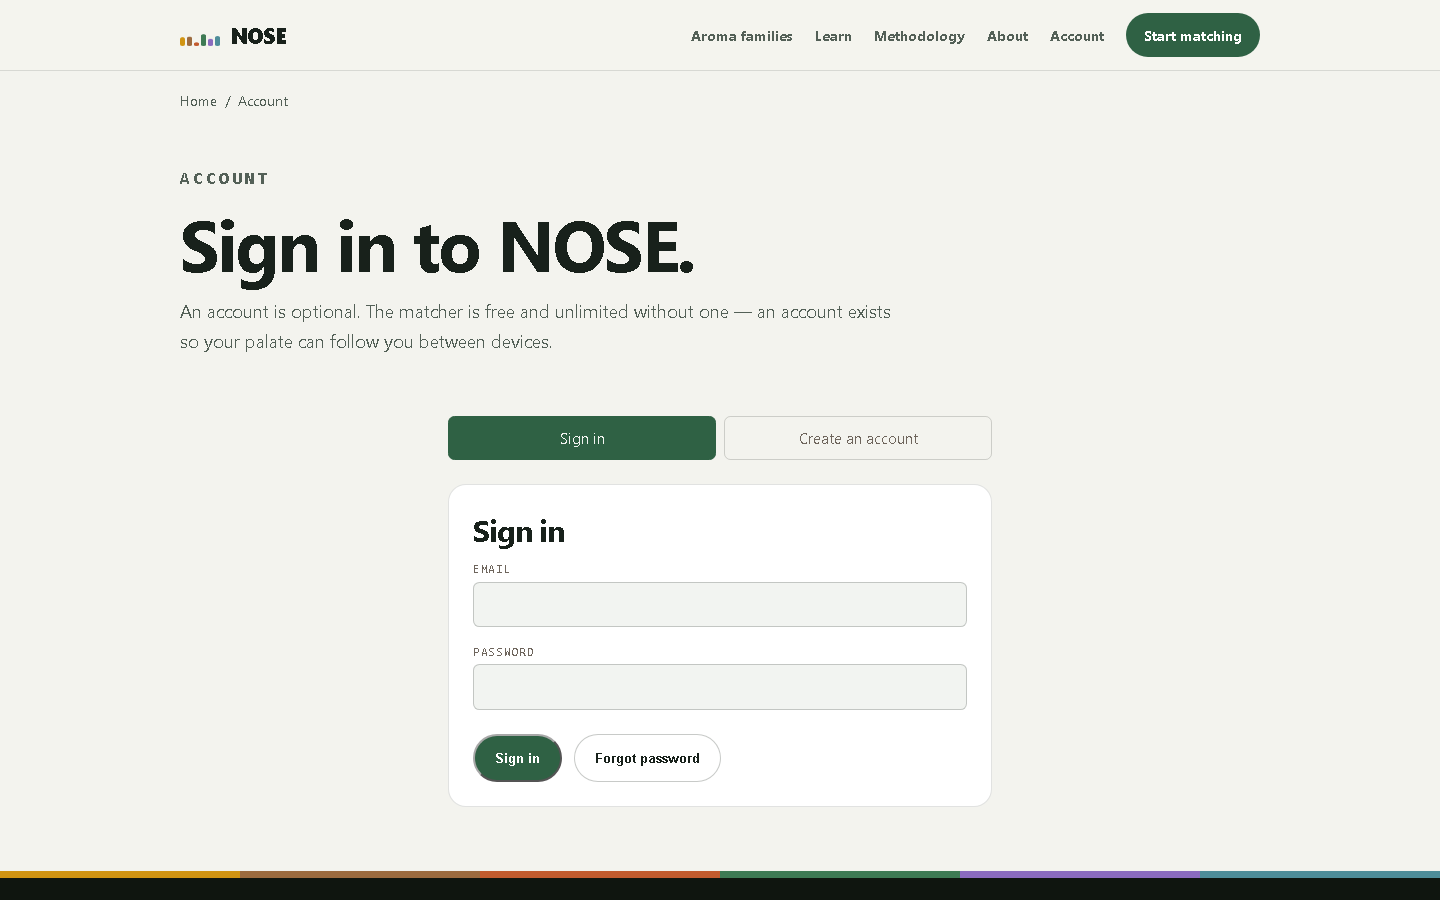 NOSE
Aroma families
Learn
Methodology
About
Account
Start matching
Home / Account
ACCOUNT
Sign in to NOSE.
An account is optional. The matcher is free and unlimited without one — an account exists
so your palate can follow you between devices.
Sign in
Create an account
Sign in
EMAIL
PASSWORD
Sign in
Forgot password